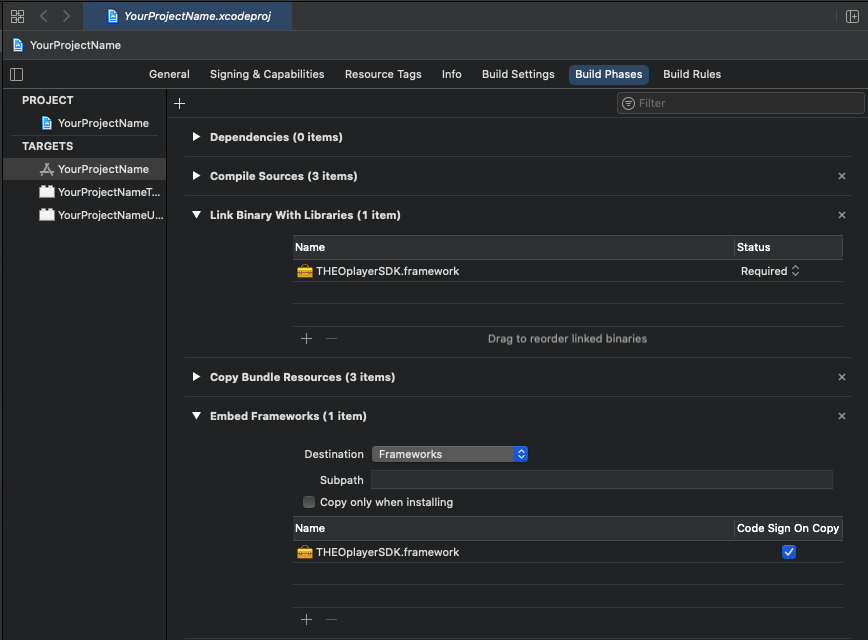 YourProjectName.xcodeproj
YourProjectName
General Signing & Capabilities Resource Tags Info Build Settings Build Phases Build Rules
PROJECT
YourProjectName
TARGETS
YourProjectName
YourProjectNameT...
YourProjectNameU...
Filter
Dependencies (0 items)
Compile Sources (3 items)
Link Binary With Libraries (1 item)
Name Status
THEOplayerSDK.framework Required
Drag to reorder linked binaries
Copy Bundle Resources (3 items)
Embed Frameworks (1 item)
Destination Frameworks
Subpath
Copy only when installing
Name Code Sign On Copy
THEOplayerSDK.framework